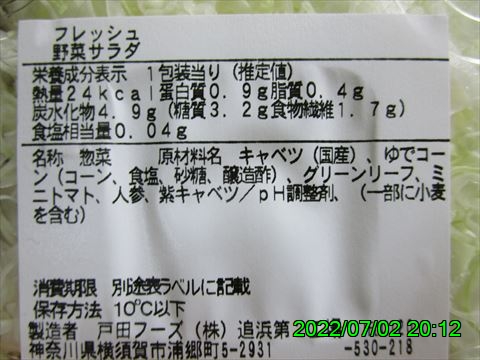 フレッシュ
野菜サラダ
栄養成分表示 1包装当り(推定値)
熱量24kcal蛋白質0.9g脂質0.4g
炭水化物4.9g(糖質3.2g食物繊維1.7g)
食塩相当量0.04g
名称 惣菜 原材料名 キャベツ(国産)、ゆでコー
ン(コーン、食塩、砂糖、醸造酢)、グリーンリーフ、ミ
ニトマト、人参、紫キャベツ/pH調整剤、(一部に小麦
を含む)
消費期限 別途表ラベルに記載
保存方法 10℃以下
製造者 戸田フーズ(株)追浜第
2022/07/02 20:12
神奈川県横須賀市浦郷町5-2931 -530-218